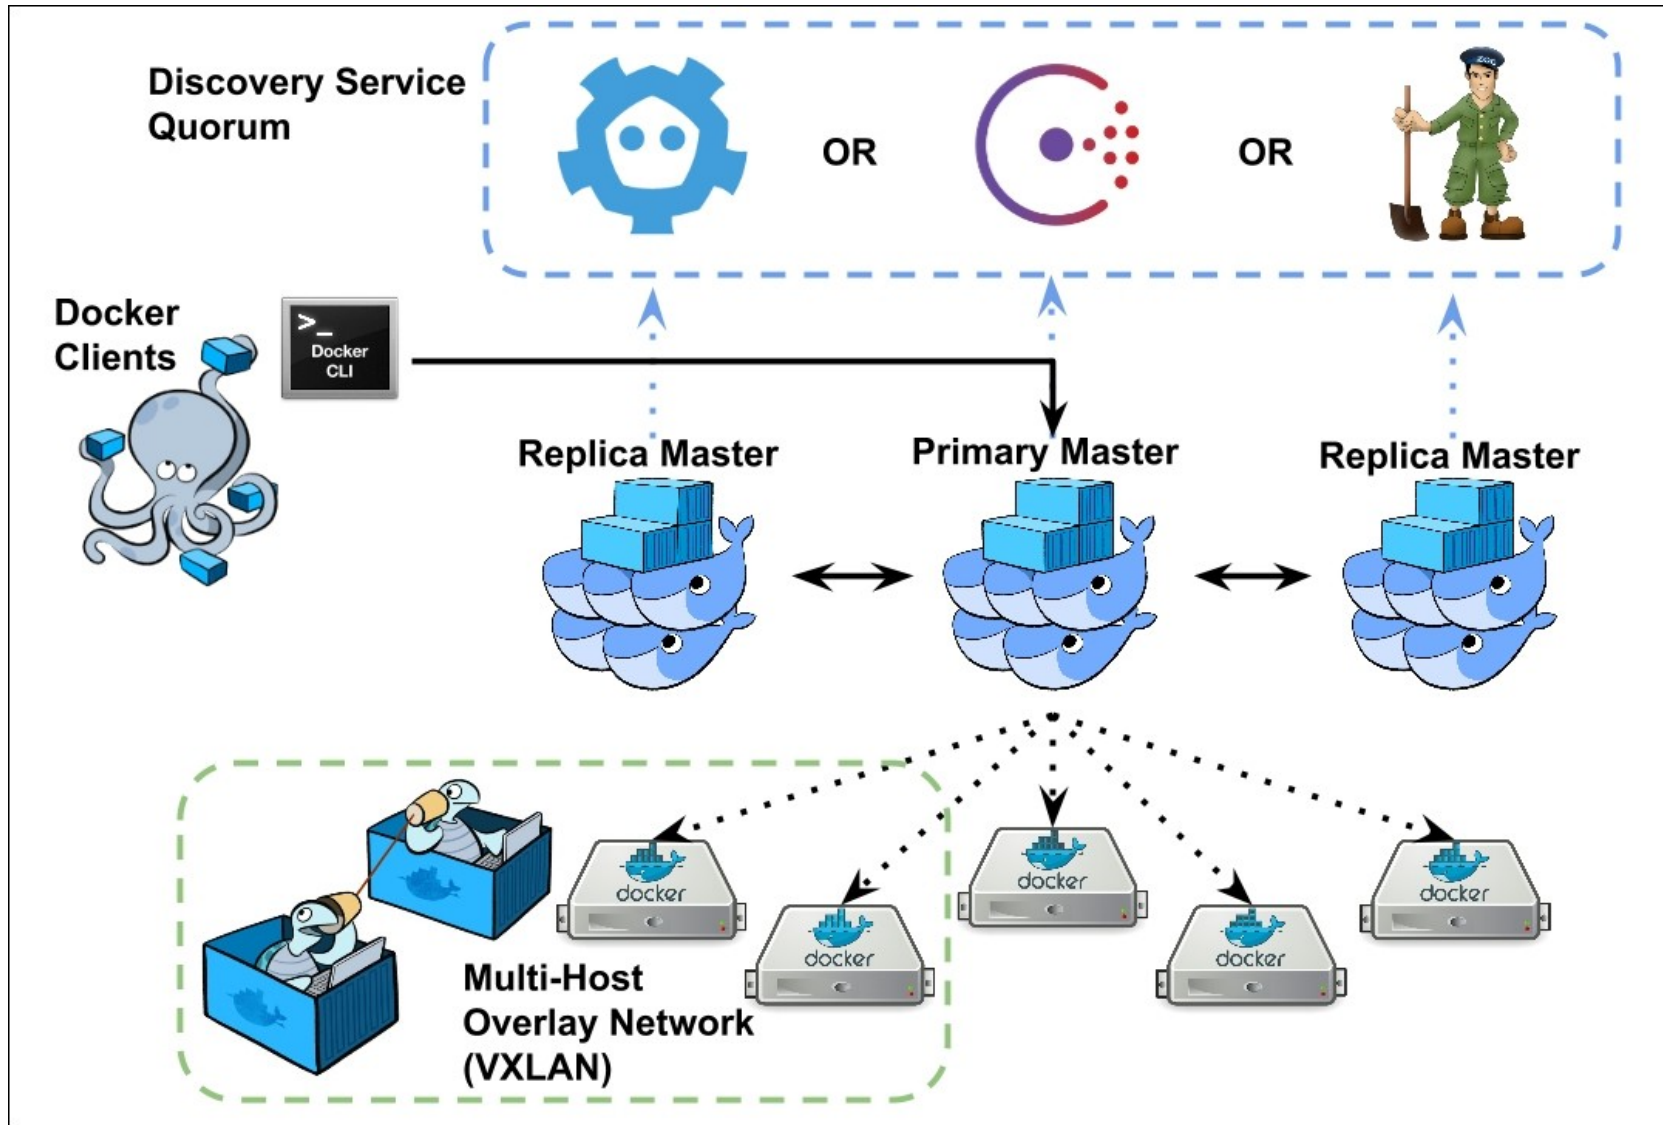 Discovery Service
Quorum
OR
OR
Docker
Clients
>_
Docker
CLI
Replica Master
Primary Master
Replica Master
docker
docker
docker
docker
docker
Multi-Host
Overlay Network
(VXLAN)